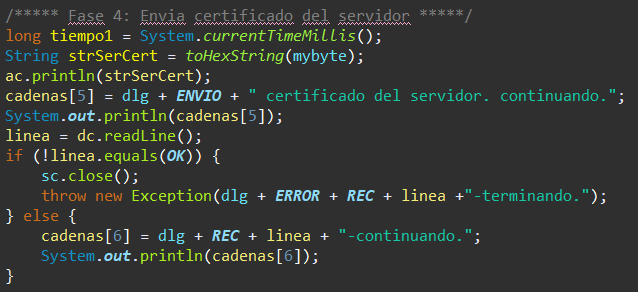 /***** Fase 4: Envia certificado del servidor *****/
long tiempo1 = System.currentTimeMillis();
String strSerCert = toHexString(mybyte);
ac.println(strSerCert);
cadenas[5] = dlg + ENVIO + " certificado del servidor. continuando.";
System.out.println(cadenas[5]);
linea = dc.readLine();
if (!linea.equals(OK)) {
    sc.close();
    throw new Exception(dlg + ERROR + REC + linea +"-terminando.");
} else {
    cadenas[6] = dlg + REC + linea + "-continuando.";
    System.out.println(cadenas[6]);
}